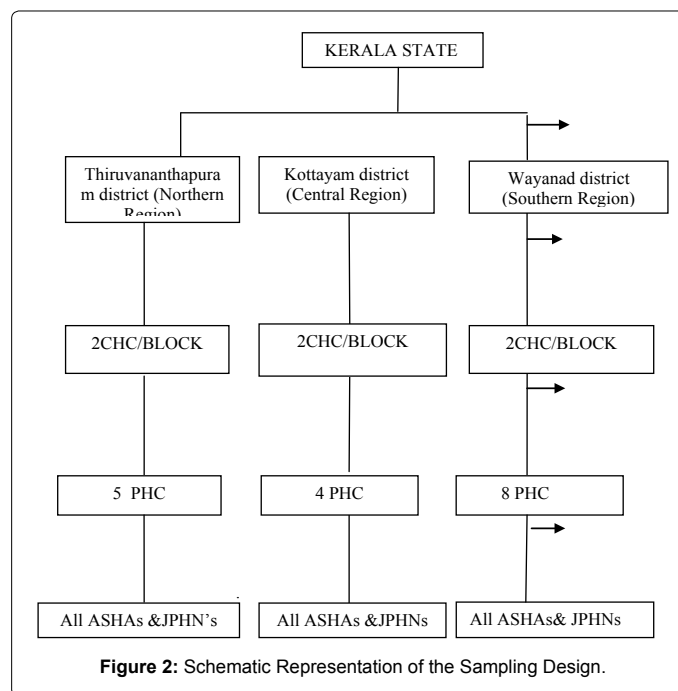 KERALA STATE
Thiruvananthapura
m district (Northern
Region)
Kottayam district
(Central Region)
Wayanad district
(Southern Region)
2CHC/BLOCK
2CHC/BLOCK
2CHC/BLOCK
5 PHC
4 PHC
8 PHC
All ASHAs &JPHN’s
All ASHAs &JPHNs
All ASHAs& JPHNs
Figure 2: Schematic Representation of the Sampling Design.